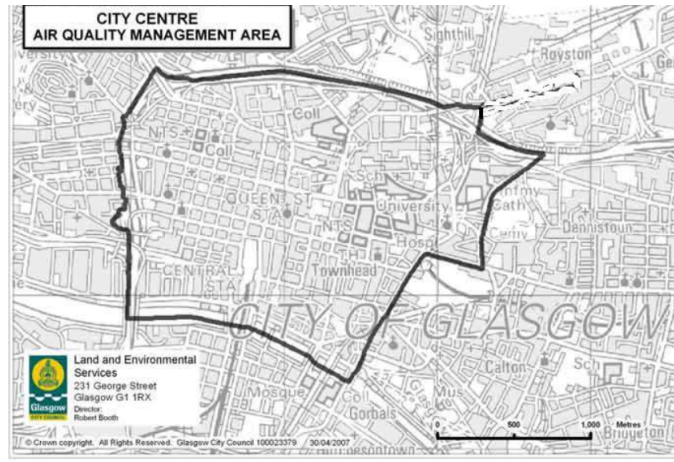 CITY CENTRE
AIR QUALITY MANAGEMENT AREA
Sighthill
Royston
NTS
Coll
Coll
Sch
QUEEN ST
STA
University
NTS
Cath
Dennistoun
TH
Hosp
Cemy
CENTRAL
STA
Townhead
CITY OF GLASGOW
Land and Environmental
Services
231 George Street
Glasgow G1 1RX
Director:
Robert Booth
Glasgow
CITY COUNCIL
Calton
Sch
Mosque
Coll
Mus
Gorbals
0 500 1,000 Metres
Bridgeton
© Crown copyright. All Rights Reserved. Glasgow City Council 100023379 30/04/2007